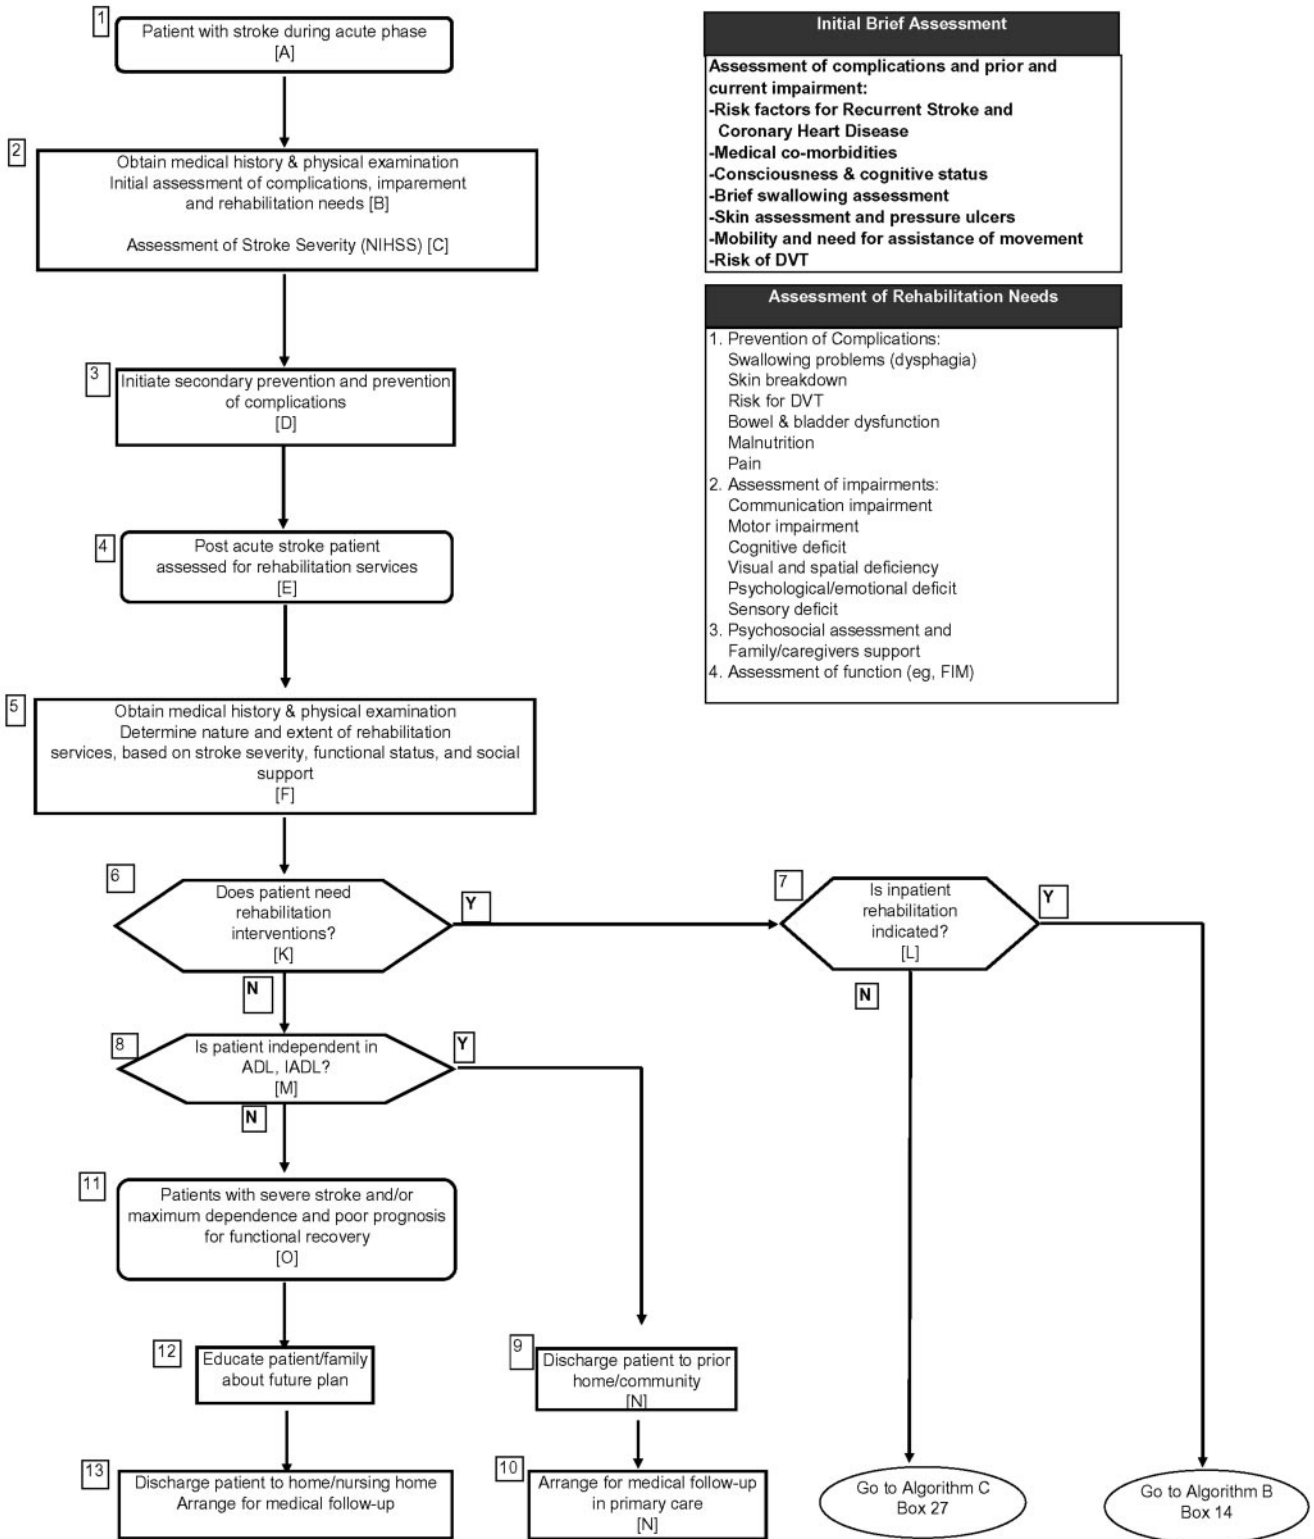 1
Patient with stroke during acute phase
[A]
2
Obtain medical history & physical examination
Initial assessment of complications, imparement
and rehabilitation needs [B]
Assessment of Stroke Severity (NIHSS) [C]
3
Initiate secondary prevention and prevention
of complications
[D]
4
Post acute stroke patient
assessed for rehabilitation services
[E]
5
Obtain medical history & physical examination
Determine nature and extent of rehabilitation
services, based on stroke severity, functional status, and social
support
[F]
Initial Brief Assessment
Assessment of complications and prior and
current impairment:
-Risk factors for Recurrent Stroke and
Coronary Heart Disease
-Medical co-morbidities
-Consciousness & cognitive status
-Brief swallowing assessment
-Skin assessment and pressure ulcers
-Mobility and need for assistance of movement
-Risk of DVT
Assessment of Rehabilitation Needs
1. Prevention of Complications:
Swallowing problems (dysphagia)
Skin breakdown
Risk for DVT
Bowel & bladder dysfunction
Malnutrition
Pain
2. Assessment of impairments:
Communication impairment
Motor impairment
Cognitive deficit
Visual and spatial deficiency
Psychological/emotional deficit
Sensory deficit
3. Psychosocial assessment and
Family/caregivers support
4. Assessment of function (eg, FIM)
6
Does patient need
rehabilitation
interventions?
[K]
Y
N
7
Is inpatient
rehabilitation
indicated?
[L]
Y
N
8
Is patient independent in
ADL, IADL?
[M]
Y
N
11
Patients with severe stroke and/or
maximum dependence and poor prognosis
for functional recovery
[O]
12
Educate patient/family
about future plan
13
Discharge patient to home/nursing home
Arrange for medical follow-up
9
Discharge patient to prior
home/community
[N]
10
Arrange for medical follow-up
in primary care
[N]
Go to Algorithm C
Box 27
Go to Algorithm B
Box 14